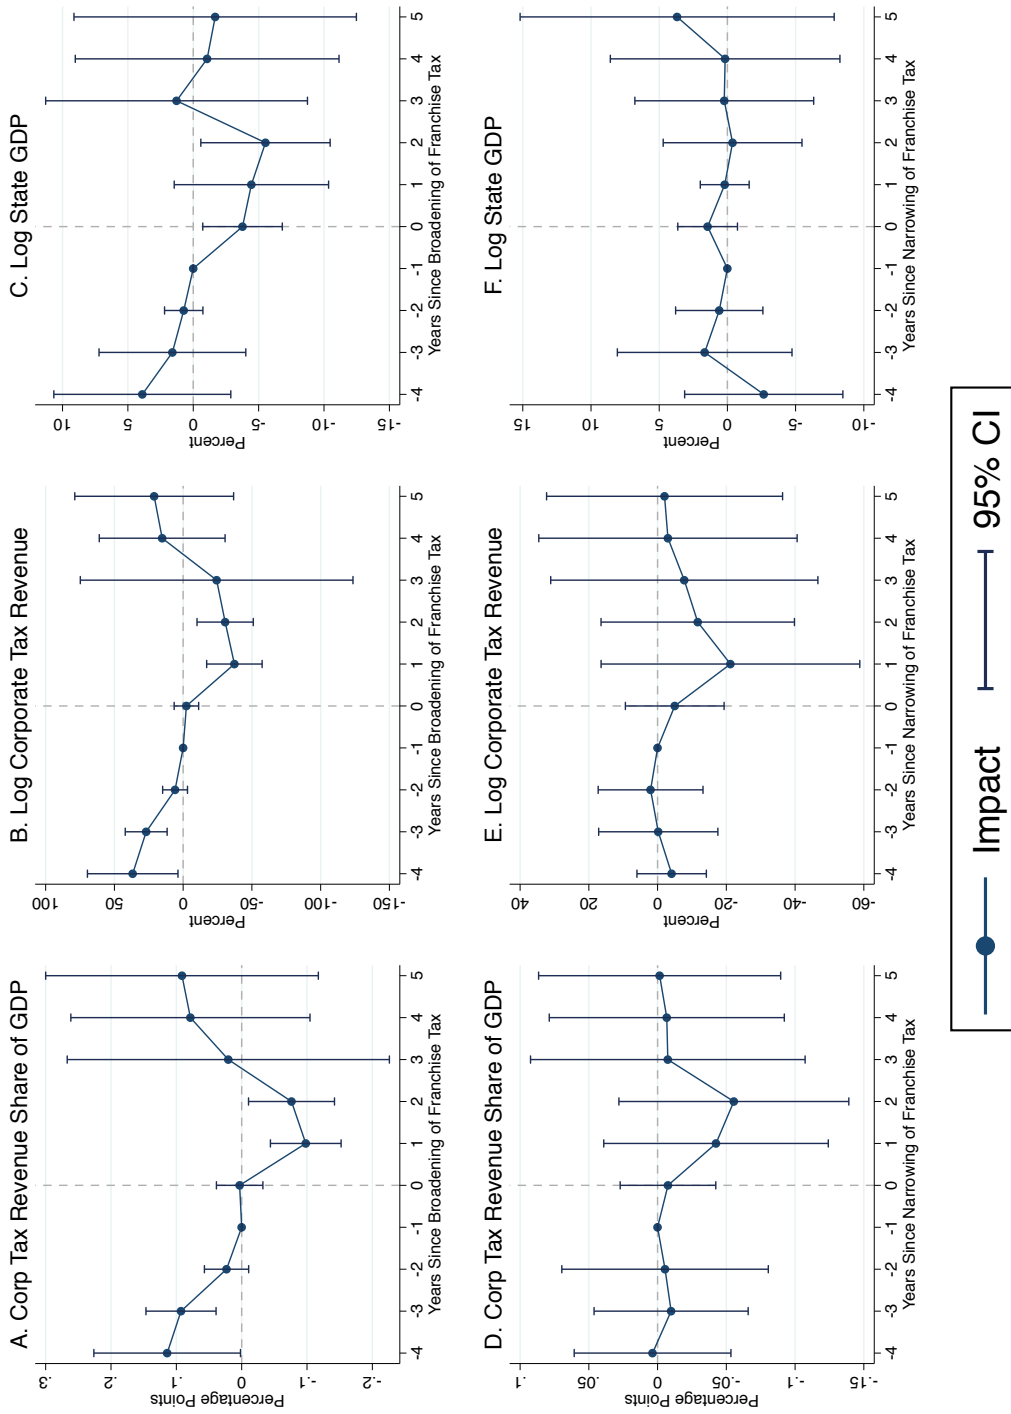 A. Corp Tax Revenue Share of GDP
Percentage Points
.3
.2
.1
0
-.1
-.2
-4 -3 -2 -1 0 1 2 3 4 5
Years Since Broadening of Franchise Tax
B. Log Corporate Tax Revenue
Percent
100
50
0
-50
-100
-150
-4 -3 -2 -1 0 1 2 3 4 5
Years Since Broadening of Franchise Tax
C. Log State GDP
Percent
10
5
0
-5
-10
-15
-4 -3 -2 -1 0 1 2 3 4 5
Years Since Broadening of Franchise Tax
D. Corp Tax Revenue Share of GDP
Percentage Points
.1
.05
0
-.05
-.1
-.15
-4 -3 -2 -1 0 1 2 3 4 5
Years Since Narrowing of Franchise Tax
E. Log Corporate Tax Revenue
Percent
40
20
0
-20
-40
-60
-4 -3 -2 -1 0 1 2 3 4 5
Years Since Narrowing of Franchise Tax
F. Log State GDP
Percent
15
10
5
0
-5
-10
-4 -3 -2 -1 0 1 2 3 4 5
Years Since Narrowing of Franchise Tax
Impact 95% CI